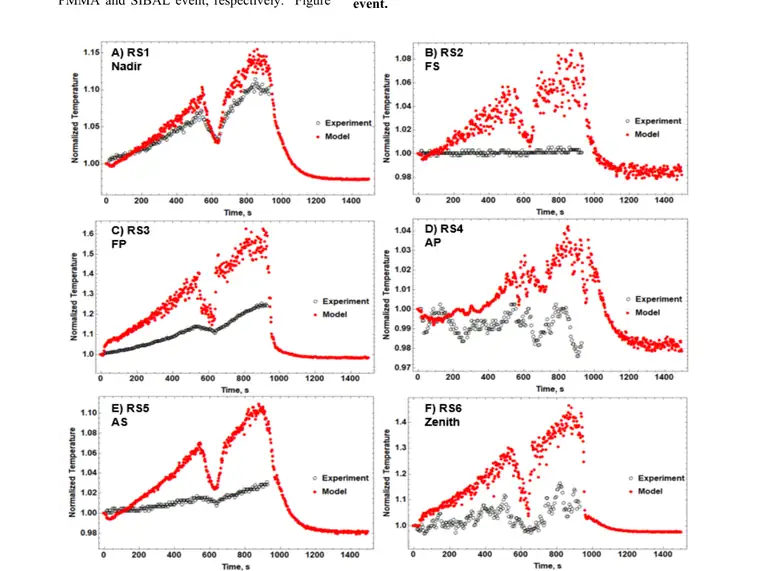 PMMA and SIBAL event, respectively. Figure
event.
A) RS1
Nadir
Normalized Temperature
1.15
1.10
1.05
1.00
Experiment
Model
0 200 400 600 800 1000 1200 1400
Time, s
B) RS2
FS
Normalized Temperature
1.08
1.06
1.04
1.02
1.00
0.98
Experiment
Model
0 200 400 600 800 1000 1200 1400
Time, s
C) RS3
FP
Normalized Temperature
1.6
1.5
1.4
1.3
1.2
1.1
1.0
Experiment
Model
0 200 400 600 800 1000 1200 1400
Time, s
D) RS4
AP
Normalized Temperature
1.04
1.03
1.02
1.01
1.00
0.99
0.98
0.97
Experiment
Model
0 200 400 600 800 1000 1200 1400
Time, s
E) RS5
AS
Normalized Temperature
1.10
1.08
1.06
1.04
1.02
1.00
0.98
Experiment
Model
0 200 400 600 800 1000 1200 1400
Time, s
F) RS6
Zenith
Normalized Temperature
1.4
1.3
1.2
1.1
1.0
Experiment
Model
0 200 400 600 800 1000 1200 1400
Time, s